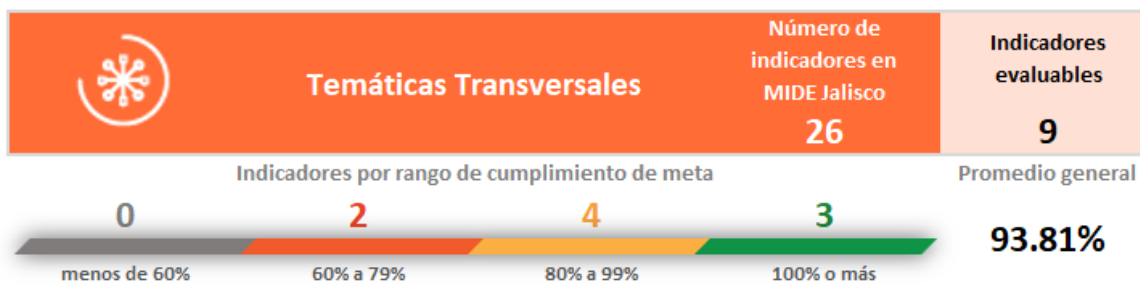 Temáticas Transversales
Número de
indicadores en
MIDE Jalisco
26
Indicadores
evaluables
9
Indicadores por rango de cumplimiento de meta
Promedio general
0 2 4 3
93.81%
menos de 60% 60% a 79% 80% a 99% 100% o más